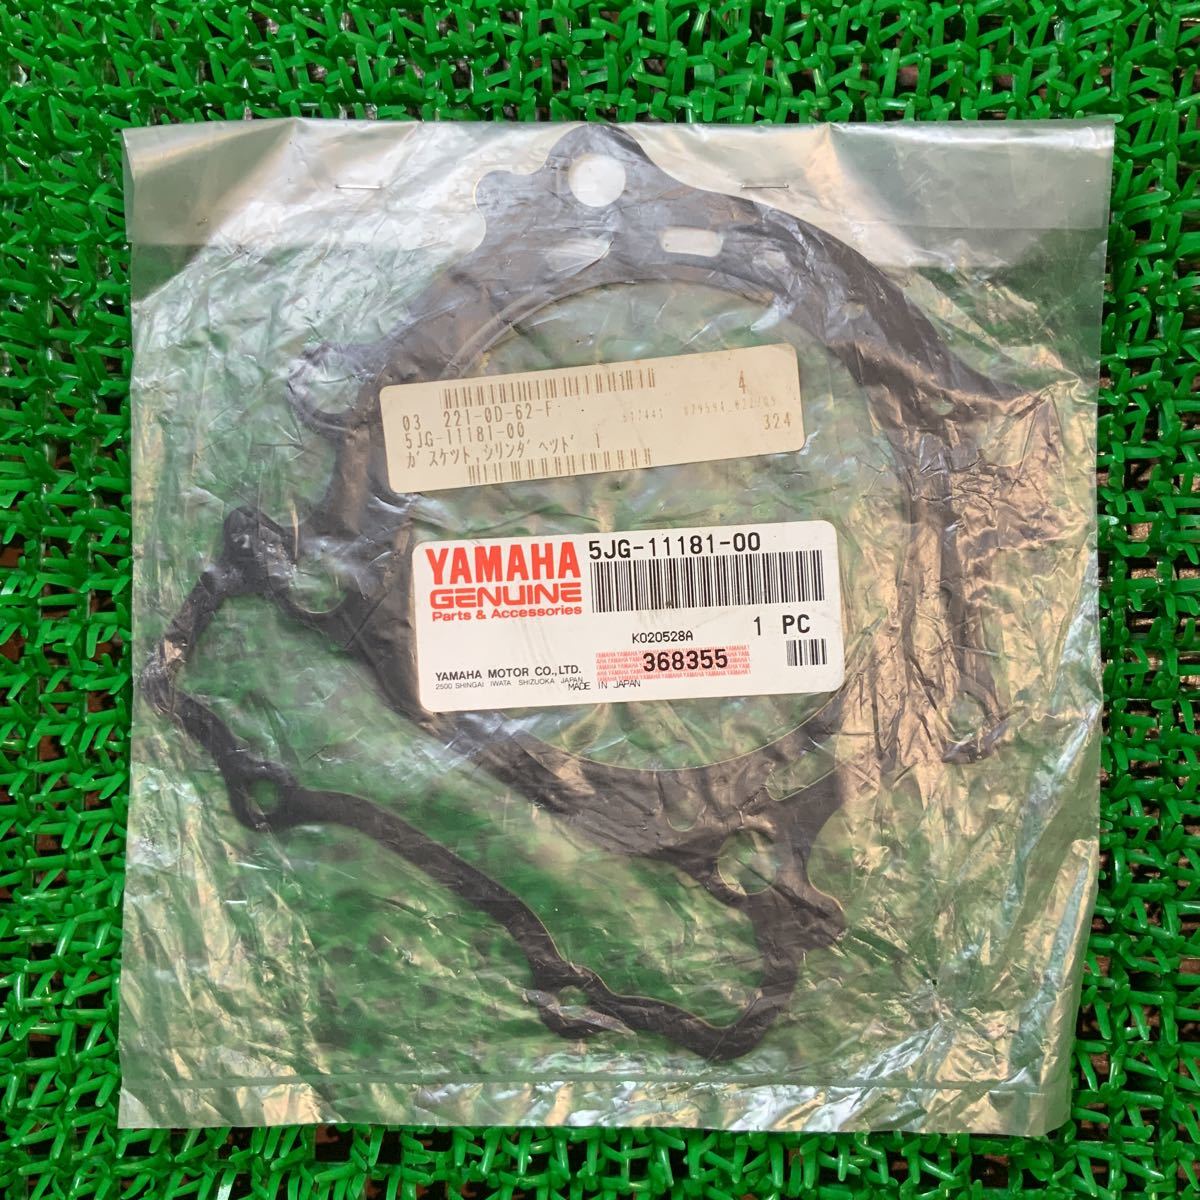 4
03 221-0D-62-F
5JG-11181-00
324
ガスケツト,シリンダヘツド 1
YAMAHA
GENUINE
Parts & Accessories
5JG-11181-00
K020528A
1 PC
368355
YAMAHA MOTOR CO.,LTD.
2500 SHINGAI IWATA SHIZUOKA JAPAN
MADE IN JAPAN